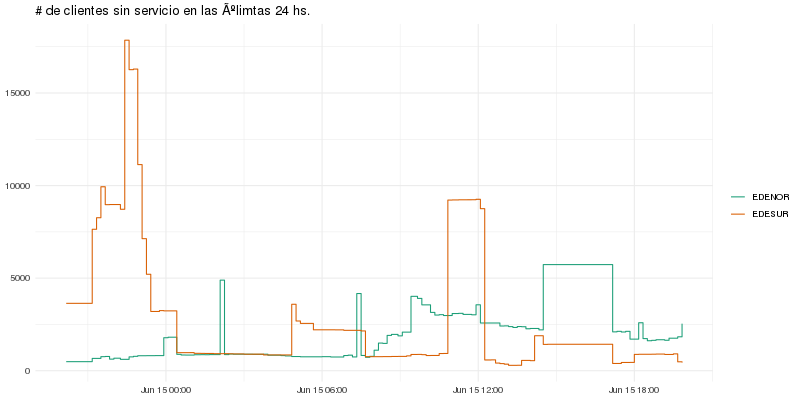 # de clientes sin servicio en las Ãºlimtas 24 hs.
15000
10000
5000
0
Jun 15 00:00
Jun 15 06:00
Jun 15 12:00
Jun 15 18:00
EDENOR
EDESUR